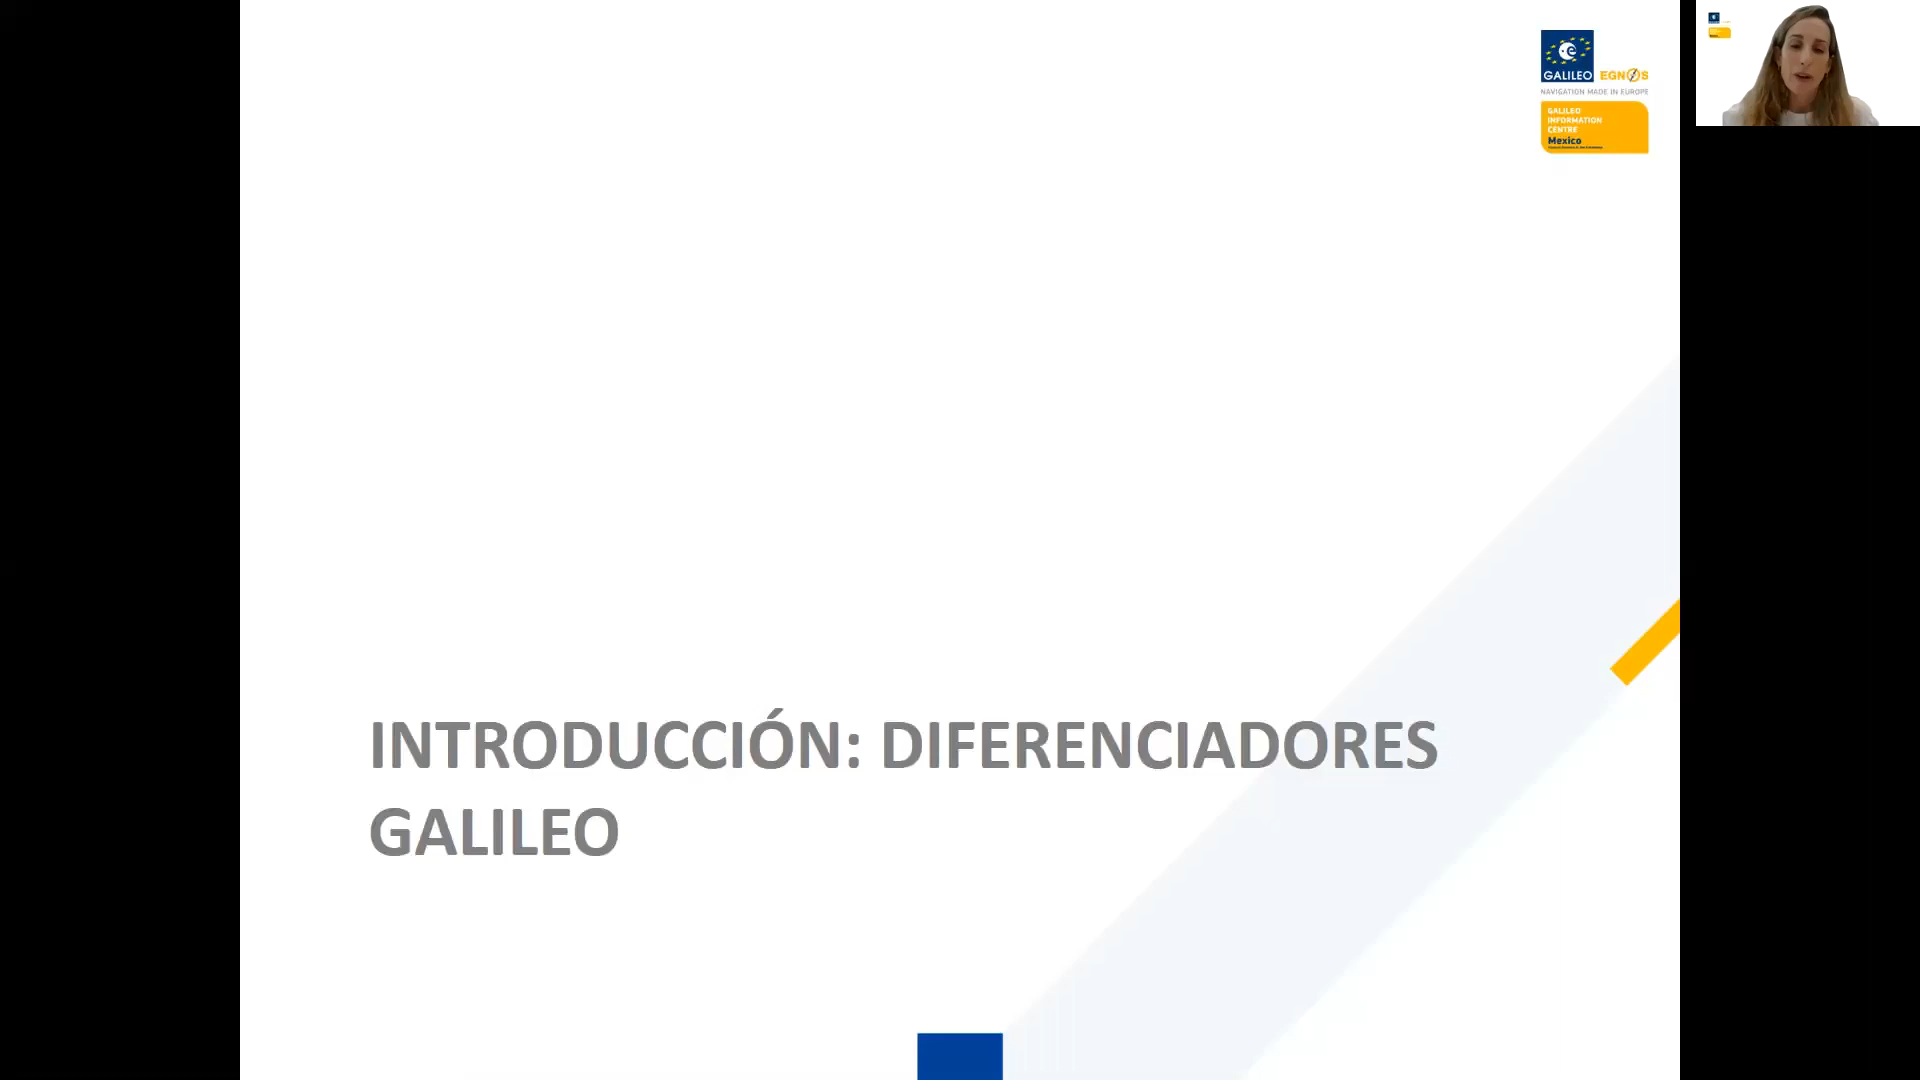 GALILEO
EGNOS
NAVIGATION MADE IN EUROPE
GALILEO
INFORMATION
CENTRE
Mexico
INTRODUCCIÓN: DIFERENCIADORES
GALILEO